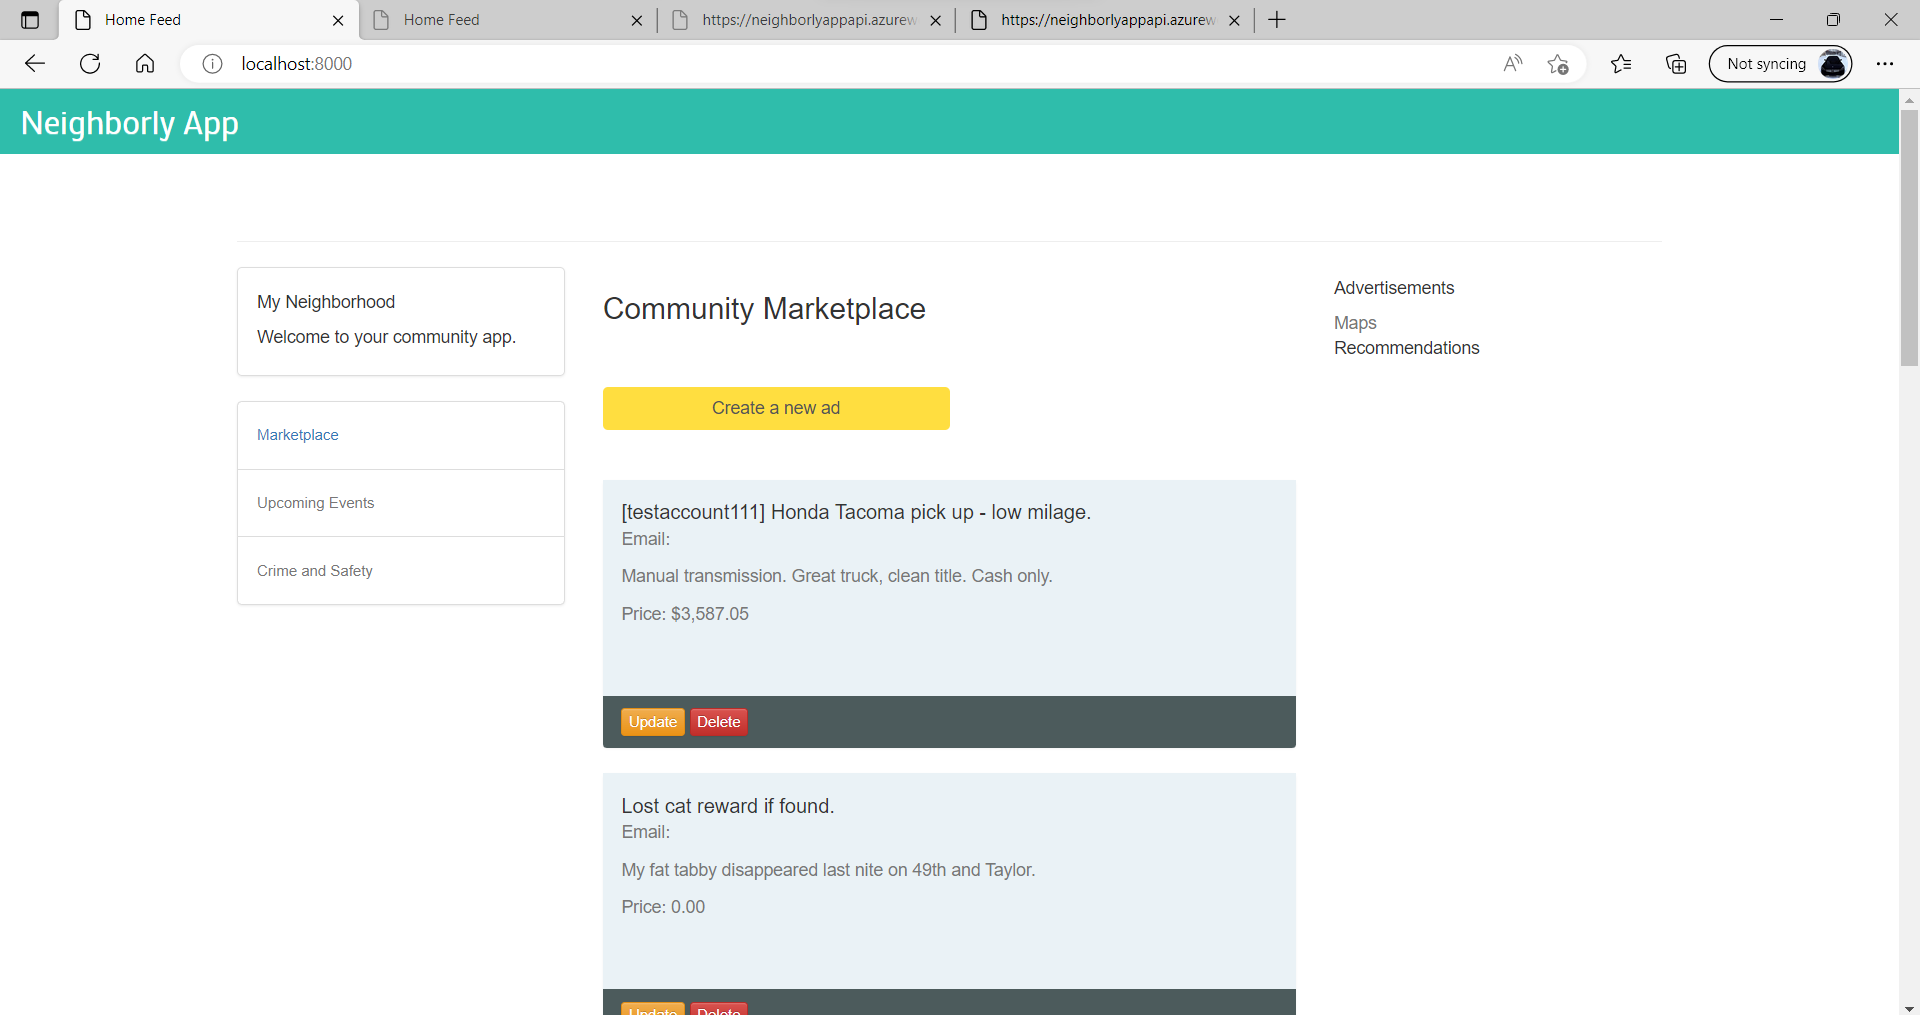 Home Feed
Home Feed
https://neighborlyappapi.azurew
https://neighborlyappapi.azurew
localhost:8000
Not syncing
Neighborly App
My Neighborhood
Welcome to your community app.
Marketplace
Upcoming Events
Crime and Safety
Community Marketplace
Create a new ad
[testaccount111] Honda Tacoma pick up - low milage.
Email:
Manual transmission. Great truck, clean title. Cash only.
Price: $3,587.05
Update Delete
Lost cat reward if found.
Email:
My fat tabby disappeared last nite on 49th and Taylor.
Price: 0.00
Update Delete
Advertisements
Maps
Recommendations